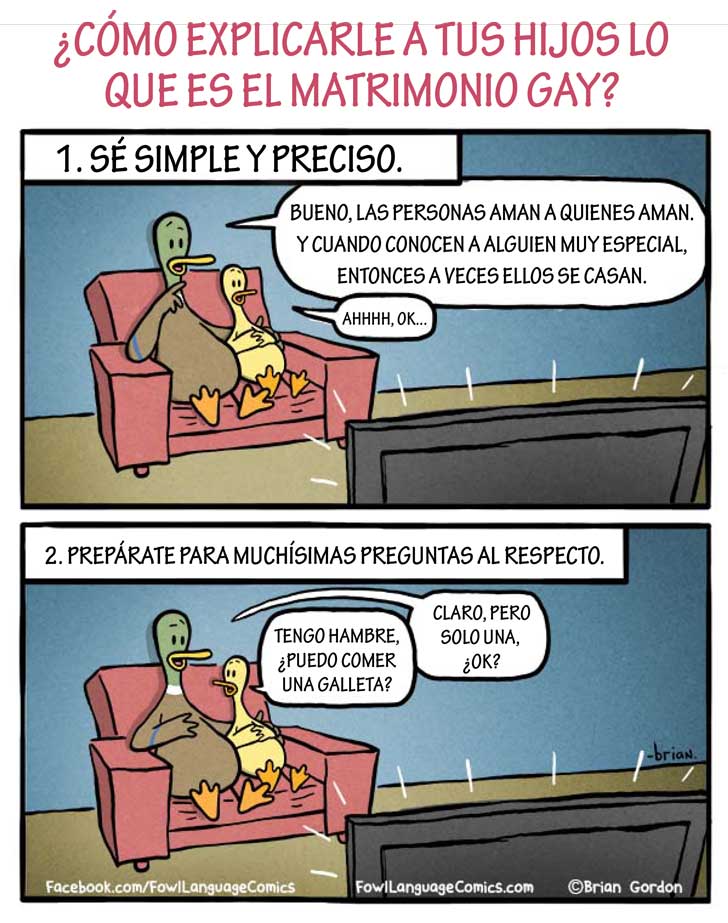 ¿CÓMO EXPLICARLE A TUS HIJOS LO
QUE ES EL MATRIMONIO GAY?
1. SÉ SIMPLE Y PRECISO.
BUENO, LAS PERSONAS AMAN A QUIENES AMAN.
Y CUANDO CONOCEN A ALGUIEN MUY ESPECIAL,
ENTONCES A VECES ELLOS SE CASAN.
AHHHH, OK...
2. PREPÁRATE PARA MUCHÍSIMAS PREGUNTAS AL RESPECTO.
TENGO HAMBRE,
¿PUEDO COMER
UNA GALLETA?
CLARO, PERO
SOLO UNA,
¿OK?
-brian.
Facebook.com/FowlLanguageComics
FowlLanguageComics.com
©Brian Gordon